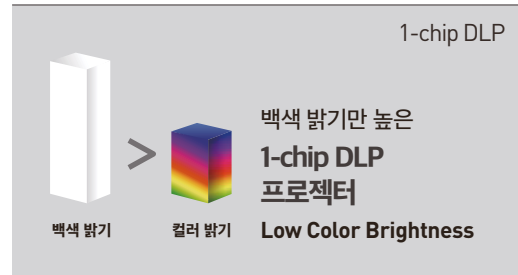 1-chip DLP
백색 밝기만 높은
1-chip DLP
프로젝터
>
백색 밝기
컬러 밝기
Low Color Brightness